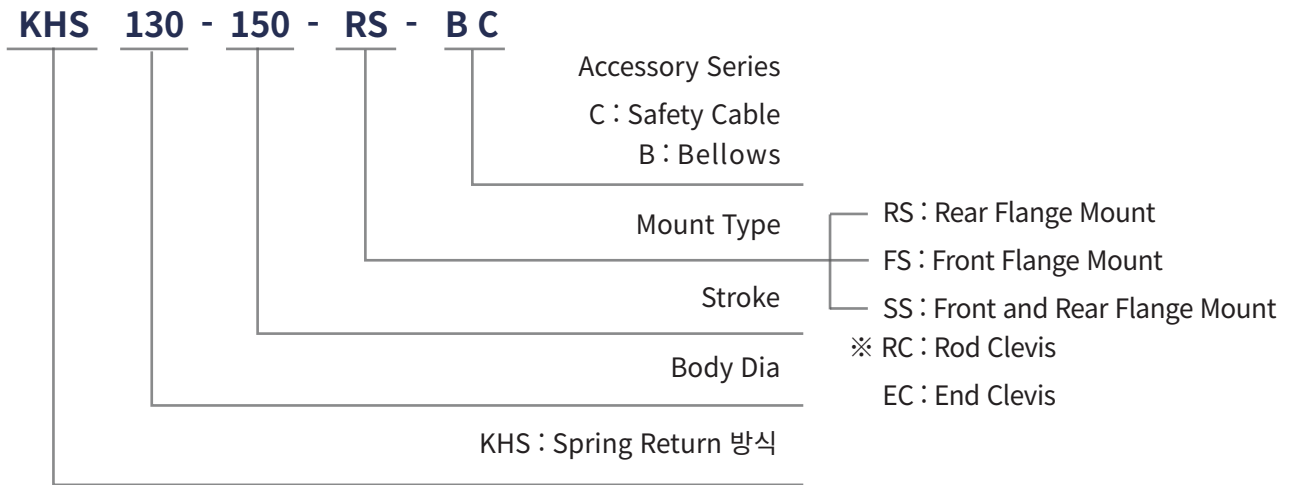 KHS 130 - 150 - RS - B C
Accessory Series
C : Safety Cable
B : Bellows
Mount Type
RS : Rear Flange Mount
FS : Front Flange Mount
SS : Front and Rear Flange Mount
※ RC : Rod Clevis
EC : End Clevis
Stroke
Body Dia
KHS : Spring Return 방식